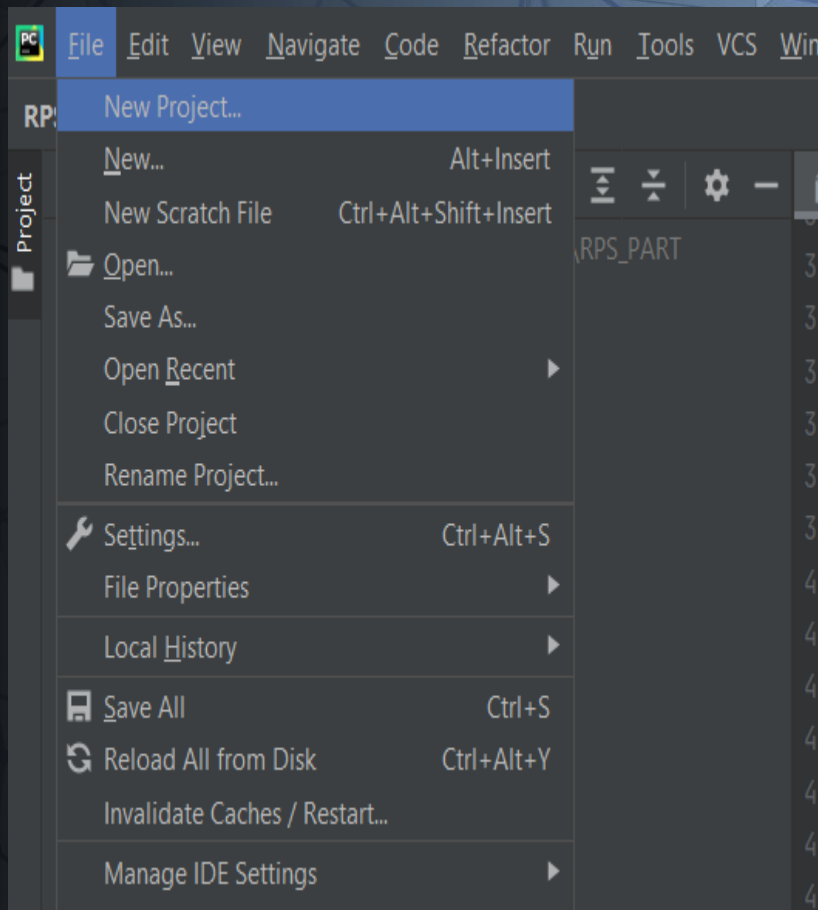 PC File Edit View Navigate Code Refactor Run Tools VCS
New Project...
New... Alt+Insert
New Scratch File Ctrl+Alt+Shift+Insert
Project
Open... \RPS_PART
Save As...
Open Recent
Close Project
Rename Project...
Settings... Ctrl+Alt+S
File Properties
Local History
Save All Ctrl+S
Reload All from Disk Ctrl+Alt+Y
Invalidate Caches / Restart...
Manage IDE Settings